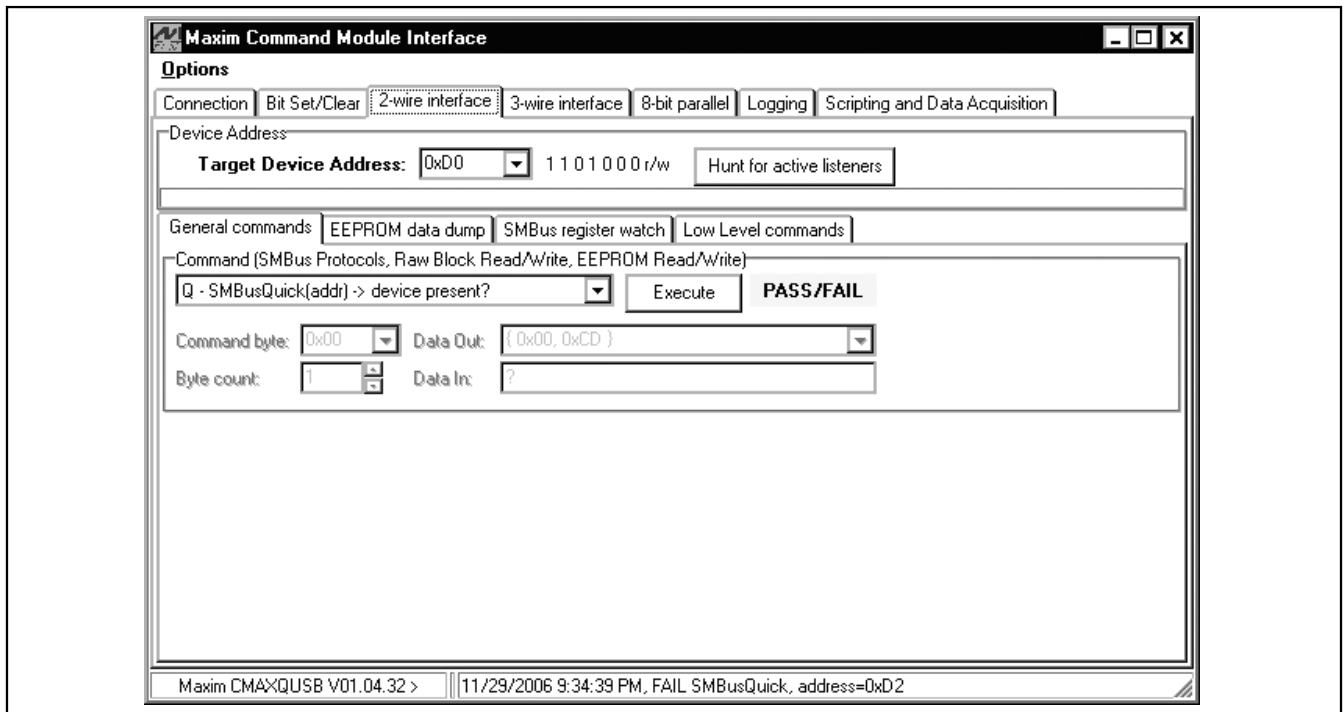 Maxim Command Module Interface
Options
Connection Bit Set/Clear 2-wire interface 3-wire interface 8-bit parallel Logging Scripting and Data Acquisition
Device Address
Target Device Address: 0xD0 1 1 0 1 0 0 0 r/w Hunt for active listeners
General commands EEPROM data dump SMBus register watch Low Level commands
Command (SMBus Protocols, Raw Block Read/Write, EEPROM Read/Write)
Q - SMBusQuick(addr) -> device present? Execute PASS/FAIL
Command byte: 0x00 Data Out: { 0x00, 0xCD }
Byte count: 1 Data In: ?
Maxim CMAXQUSB V01.04.32 > 11/29/2006 9:34:39 PM, FAIL SMBusQuick, address=0xD2